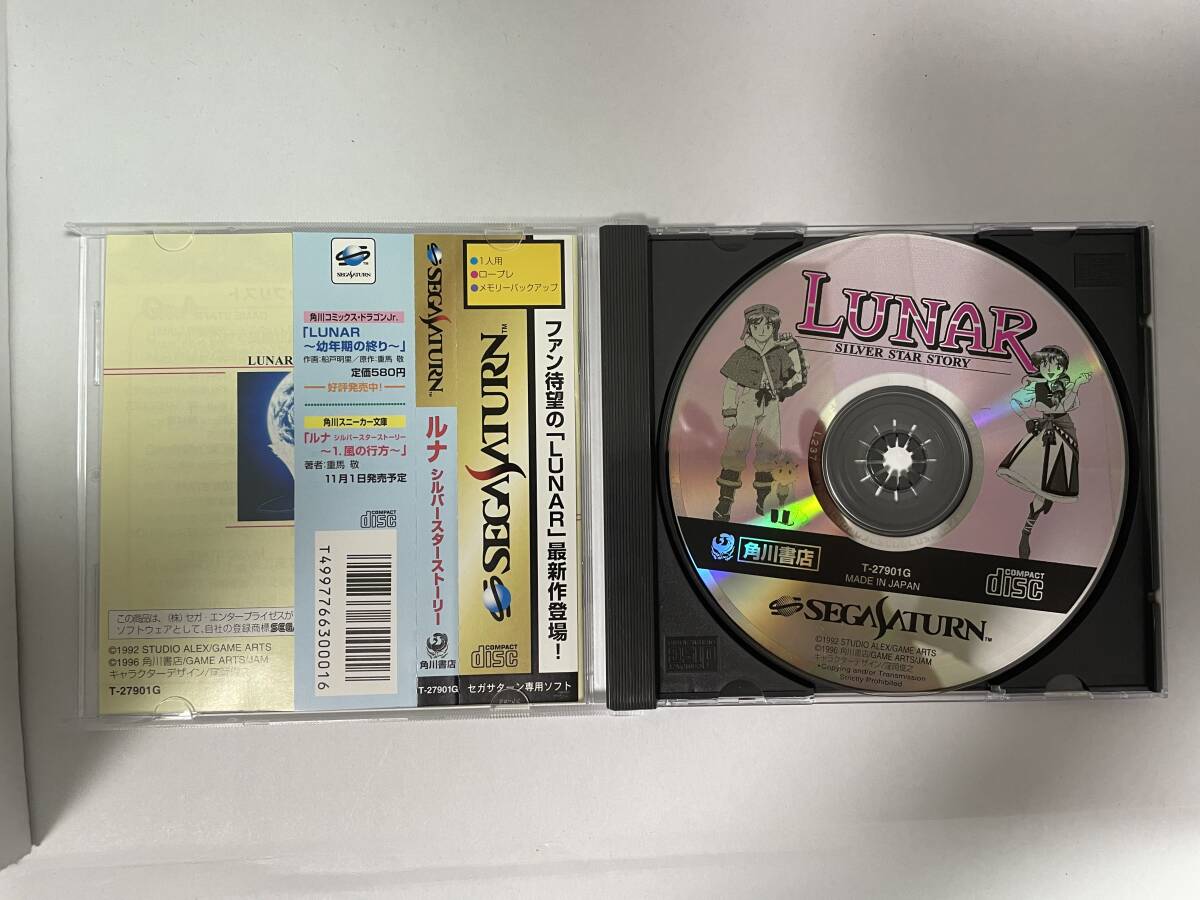 LUNAR
この商品は、(株)セガ・エンタープライゼスが
ソフトウェアとして、自社の登録商標SEGA
©1992 STUDIO ALEX/GAME ARTS
©1996 角川書店/GAME ARTS/JAM
キャラクターデザイン/窪岡
T-27901G
SEGASATURN
角川コミックス・ドラゴンJr.
「LUNAR
〜幼年期の終り〜」
作画:船戸明里/原作:重馬 敬
定価580円
好評発売中!
角川スニーカー文庫
「ルナ シルバースターストーリー
〜1.風の行方〜」
著者:重馬 敬
11月1日発売予定
COMPACT
disc
T4997766300016
SEGASATURN
ルナ シルバースターストーリー
角川書店
T-27901G
●1人用
●ロープレ
●メモリーバックアップ
SEGASATURN™
COMPACT
disc
セガサターン専用ソフト
ファン待望の「LUNAR」最新作登場!
LUNAR
SILVER STAR STORY
角川書店
T-27901G
MADE IN JAPAN
COMPACT
disc
SEGASATURN™
©1992 STUDIO ALEX/GAME ARTS
©1996 角川書店/GAME ARTS/JAM
キャラクターデザイン/窪岡俊之
*Copying and/or Transmission
Strictly Prohibited